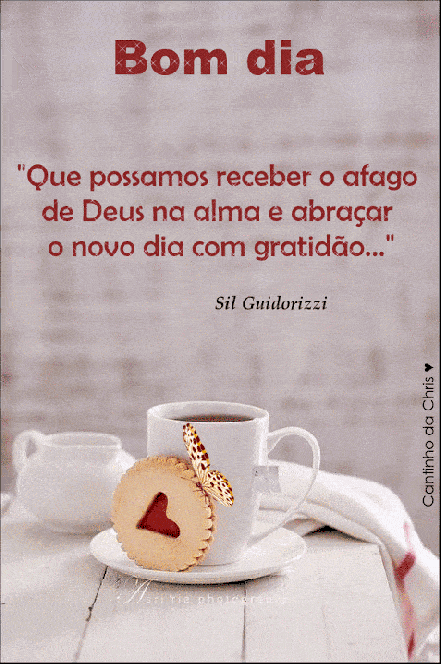 Bom dia
"Que possamos receber o afago
de Deus na alma e abraçar
o novo dia com gratidão..."
Sil Guidorizzi
Cantinho da Chris ♥